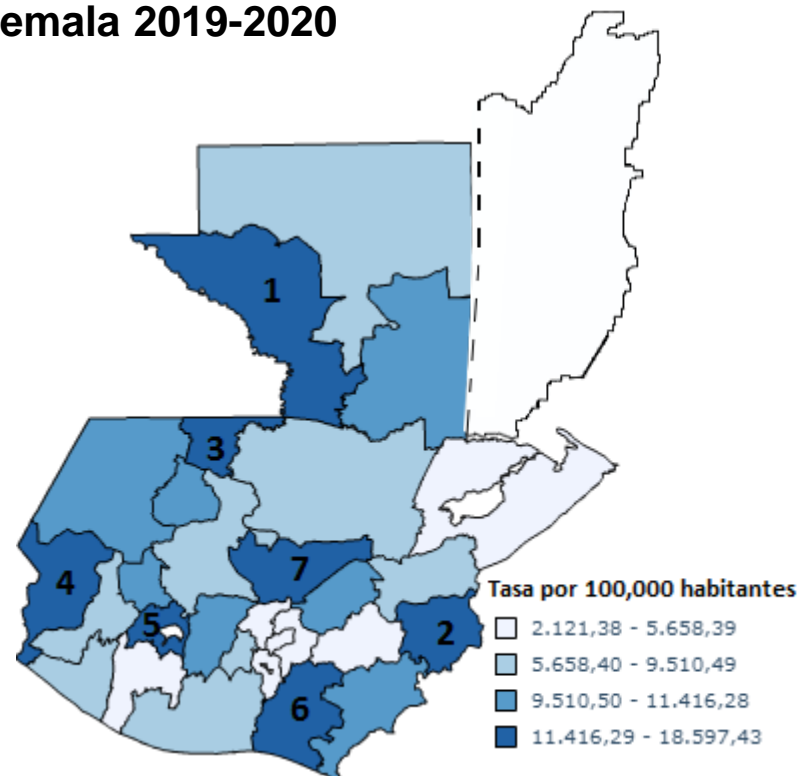 emala 2019-2020
1
3
4
7
5
2
6
Tasa por 100,000 habitantes
2.121,38 - 5.658,39
5.658,40 - 9.510,49
9.510,50 - 11.416,28
11.416,29 - 18.597,43